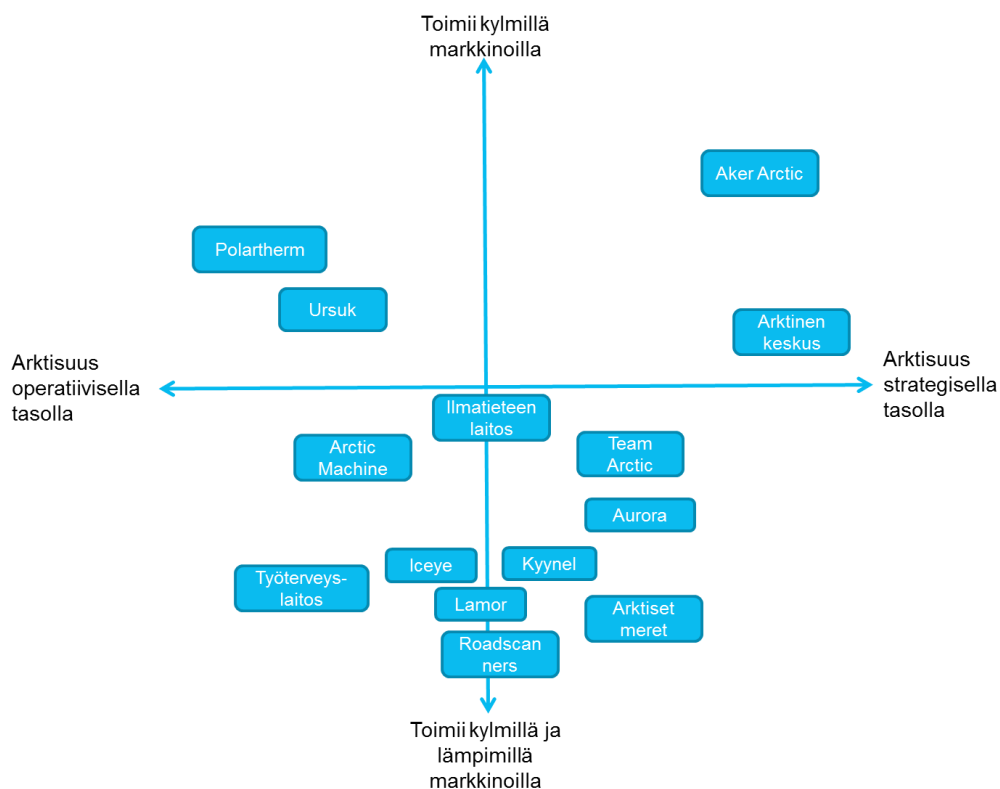 Toimii kylmillä
markkinoilla
Aker Arctic
Polartherm
Ursuk
Arktinen
keskus
Arktisuus
operatiivisella
tasolla
Arktisuus
strategisella
tasolla
Ilmatieteen
laitos
Arctic
Machine
Team
Arctic
Aurora
Iceye
Kyynel
Työterveys-
laitos
Lamor
Arktiset
meret
Roadscan
ners
Toimii kylmillä ja
lämpimillä
markkinoilla